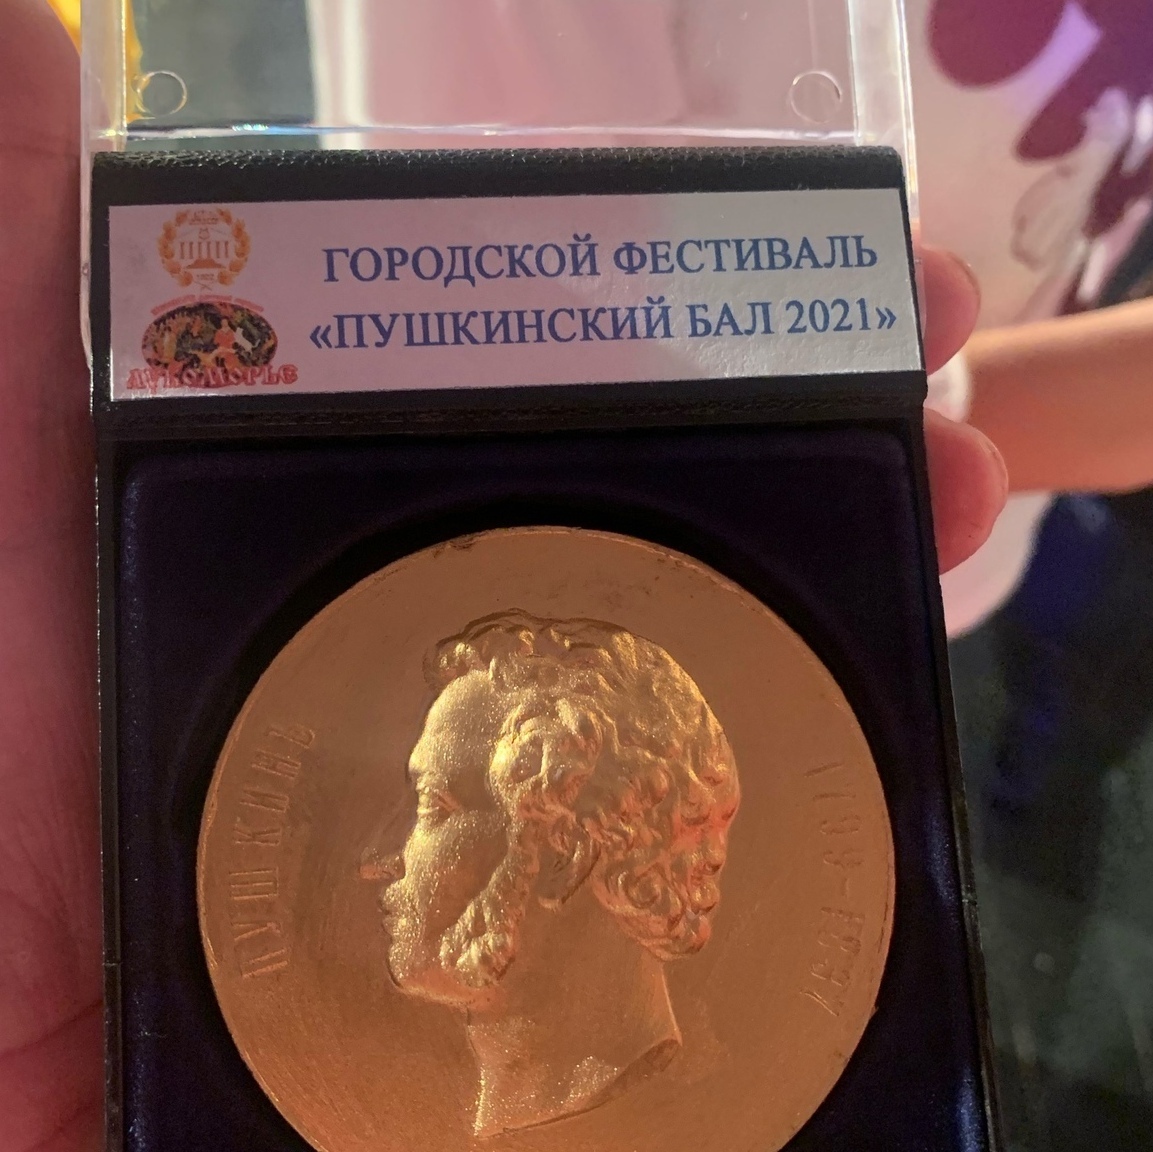 ГОРОДСКОЙ ФЕСТИВАЛЬ
«ПУШКИНСКИЙ БАЛ 2021»
ЛУКОМОРЬЕ
ПУШКИНЪ